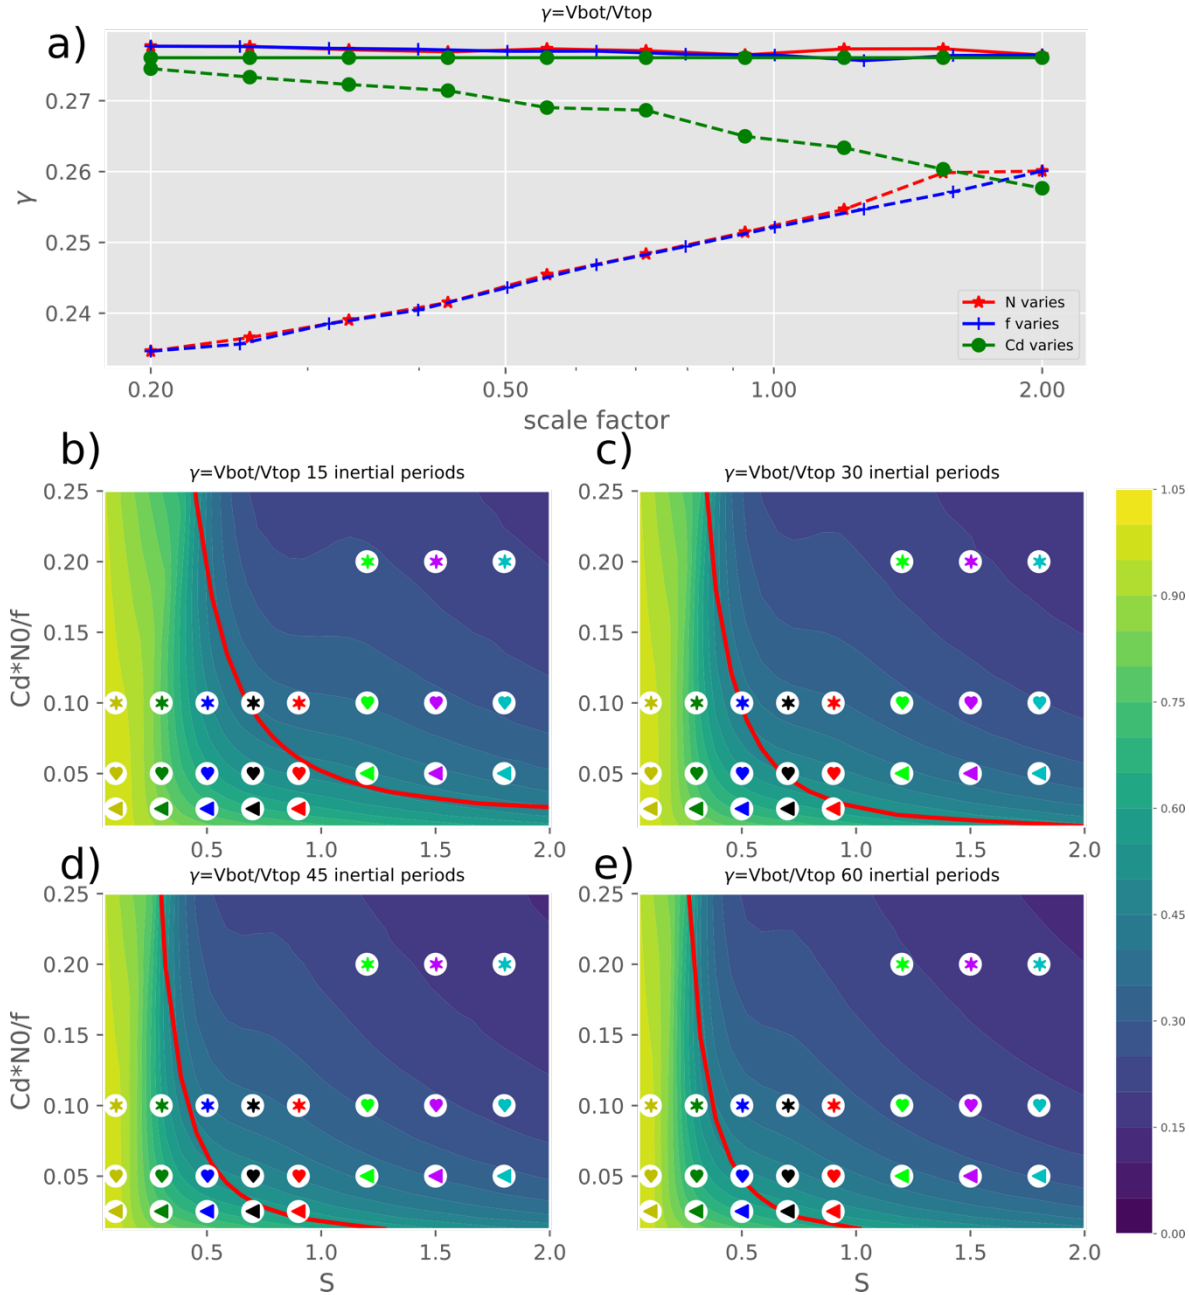 γ=Vbot/Vtop
a)
0.27
0.26
0.25
0.24
γ
N varies
f varies
Cd varies
0.20
0.50
1.00
2.00
scale factor
b)
γ=Vbot/Vtop 15 inertial periods
0.25
0.20
0.15
0.10
0.05
Cd*N0/f
0.5
1.0
1.5
2.0
c)
γ=Vbot/Vtop 30 inertial periods
0.25
0.20
0.15
0.10
0.05
0.5
1.0
1.5
2.0
1.05
0.90
0.75
0.60
0.45
0.30
0.15
0.00
d)
γ=Vbot/Vtop 45 inertial periods
0.25
0.20
0.15
0.10
0.05
Cd*N0/f
0.5
1.0
1.5
2.0
S
e)
γ=Vbot/Vtop 60 inertial periods
0.25
0.20
0.15
0.10
0.05
0.5
1.0
1.5
2.0
S